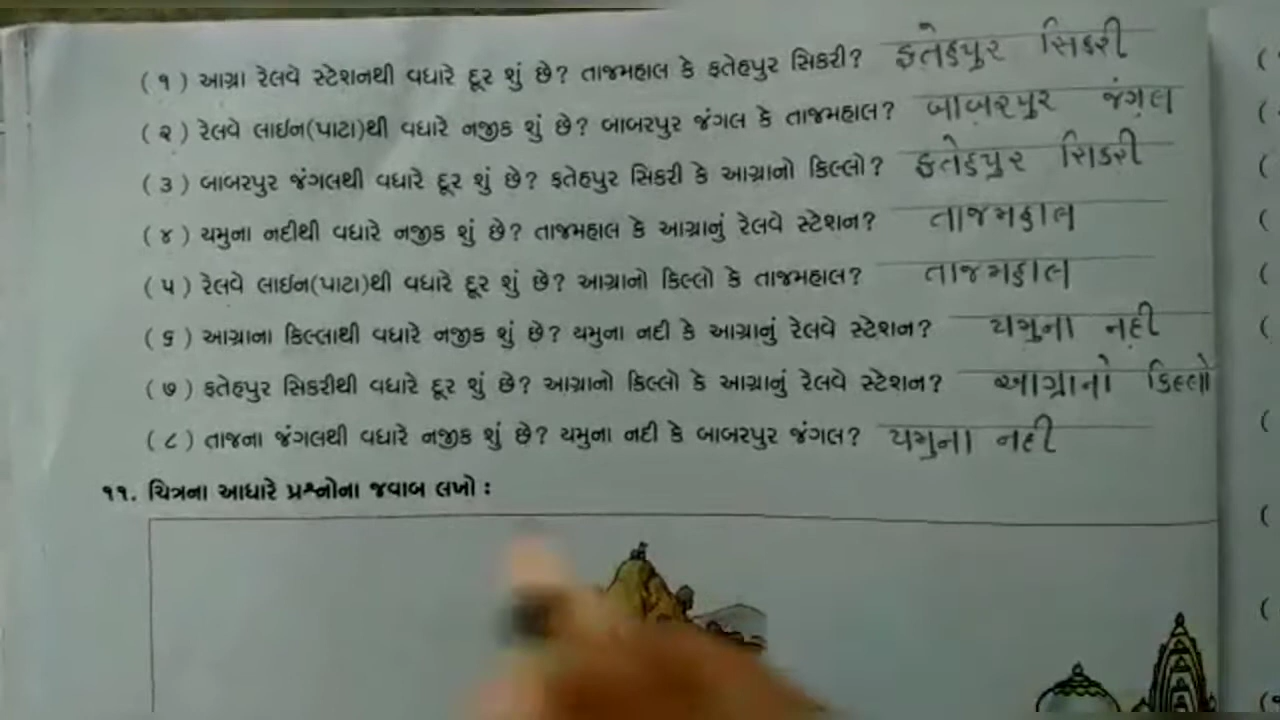 (૧) આગ્રા રેલવે સ્ટેશનથી વધારે દૂર શું છે? તાજમહાલ કે ફતેહપુર સિકરી? ફતેહપુર સિકરી
(૨) રેલવે લાઈન(પાટા)થી વધારે નજીક શું છે? બાબરપુર જંગલ કે તાજમહાલ? બાબરપુર જંગલ
(૩) બાબરપુર જંગલથી વધારે દૂર શું છે? ફતેહપુર સિકરી કે આગ્રાનો કિલ્લો? ફતેહપુર સિકરી
(૪) યમુના નદીથી વધારે નજીક શું છે? તાજમહાલ કે આગ્રાનું રેલવે સ્ટેશન? તાજમહાલ
(૫) રેલવે લાઈન(પાટા)થી વધારે દૂર શું છે? આગ્રાનો કિલ્લો કે તાજમહાલ? તાજમહાલ
(૬) આગ્રાના કિલ્લાથી વધારે નજીક શું છે? યમુના નદી કે આગ્રાનું રેલવે સ્ટેશન? યમુના નદી
(૭) ફતેહપુર સિકરીથી વધારે દૂર શું છે? આગ્રાનો કિલ્લો કે આગ્રાનું રેલવે સ્ટેશન? આગ્રાનો કિલ્લો
(૮) તાજના જંગલથી વધારે નજીક શું છે? યમુના નદી કે બાબરપુર જંગલ? યમુના નદી
૧૧. ચિત્રના આધારે પ્રશ્નોના જવાબ લખો :